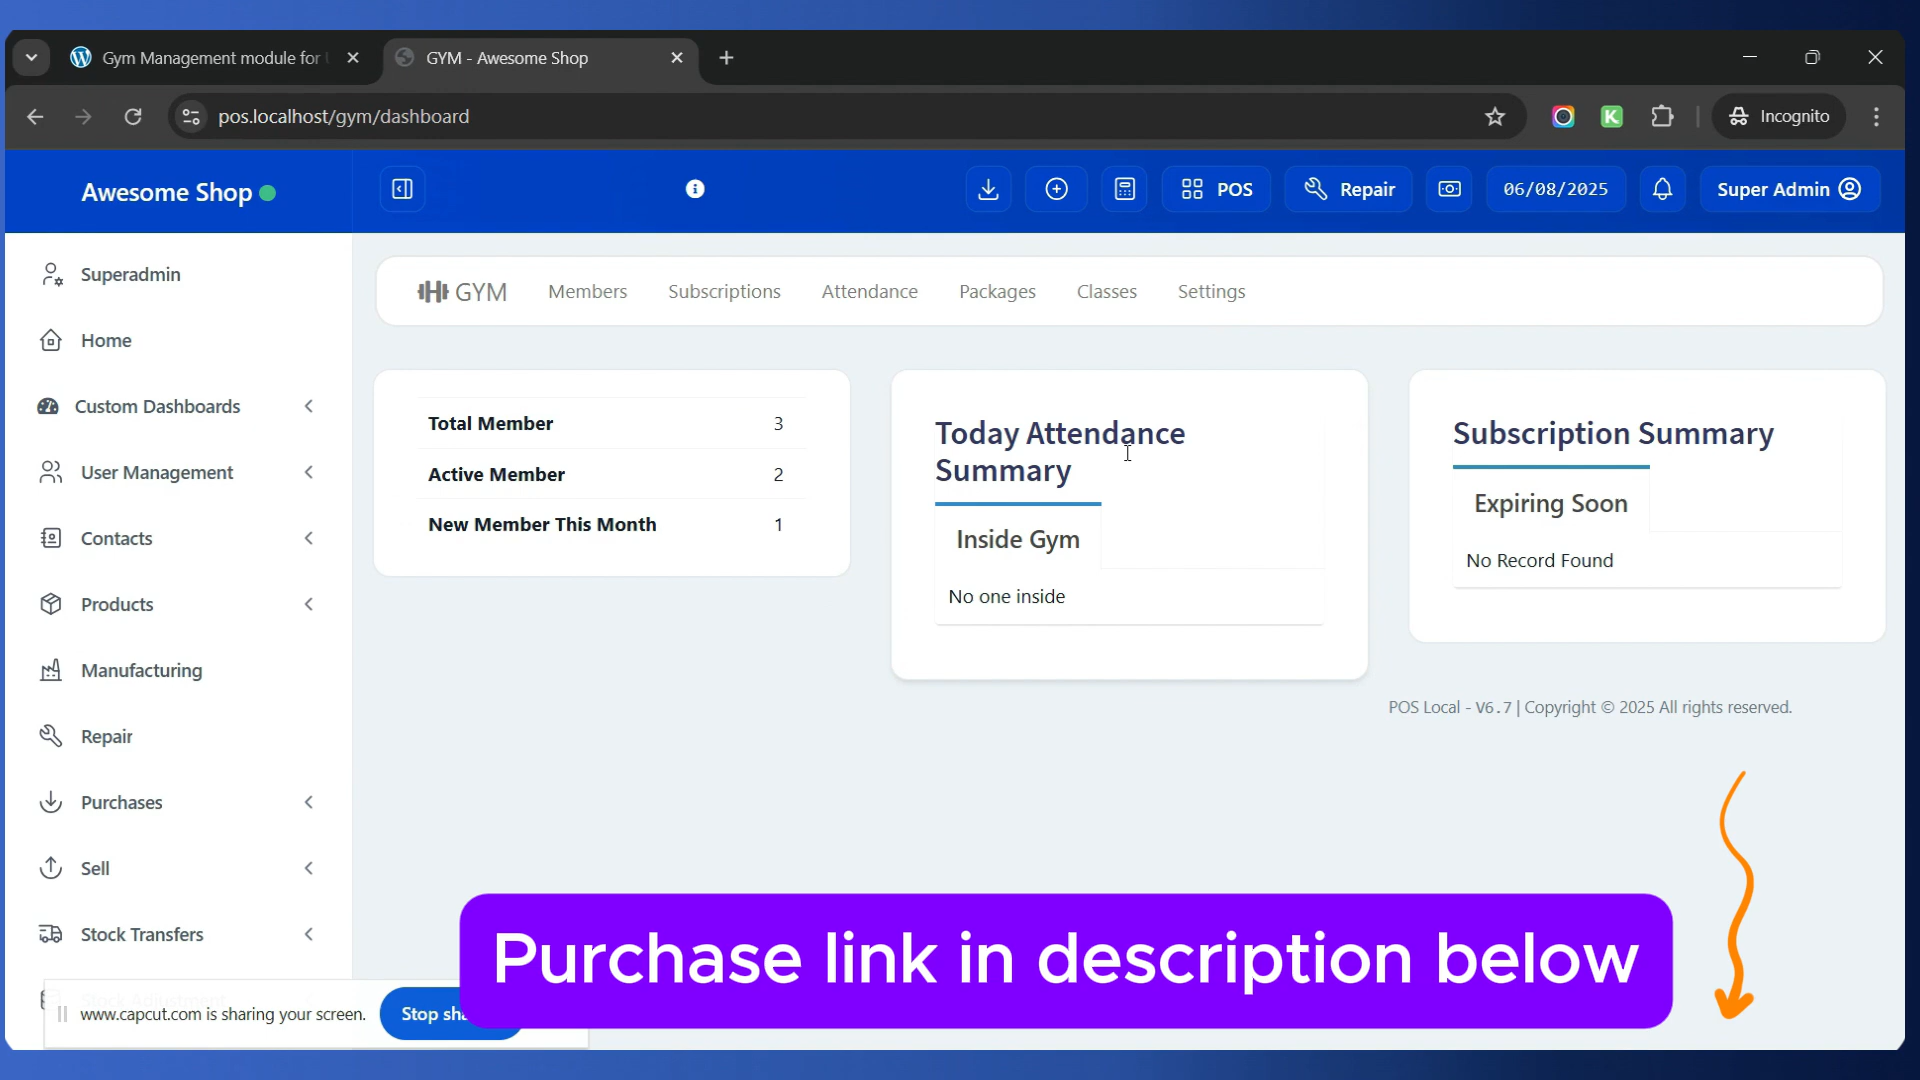 Gym Management module for
GYM - Awesome Shop
pos.localhost/gym/dashboard
K
Incognito
Awesome Shop
POS
Repair
06/08/2025
Super Admin
Superadmin
Home
Custom Dashboards
User Management
Contacts
Products
Manufacturing
Repair
Purchases
Sell
Stock Transfers
Stock Adjustment
GYM
Members
Subscriptions
Attendance
Packages
Classes
Settings
Total Member 3
Active Member 2
New Member This Month 1
Today Attendance
Summary
Inside Gym
No one inside
Subscription Summary
Expiring Soon
No Record Found
POS Local - V6.7 | Copyright © 2025 All rights reserved.
www.capcut.com is sharing your screen.
Stop sha
Purchase link in description below